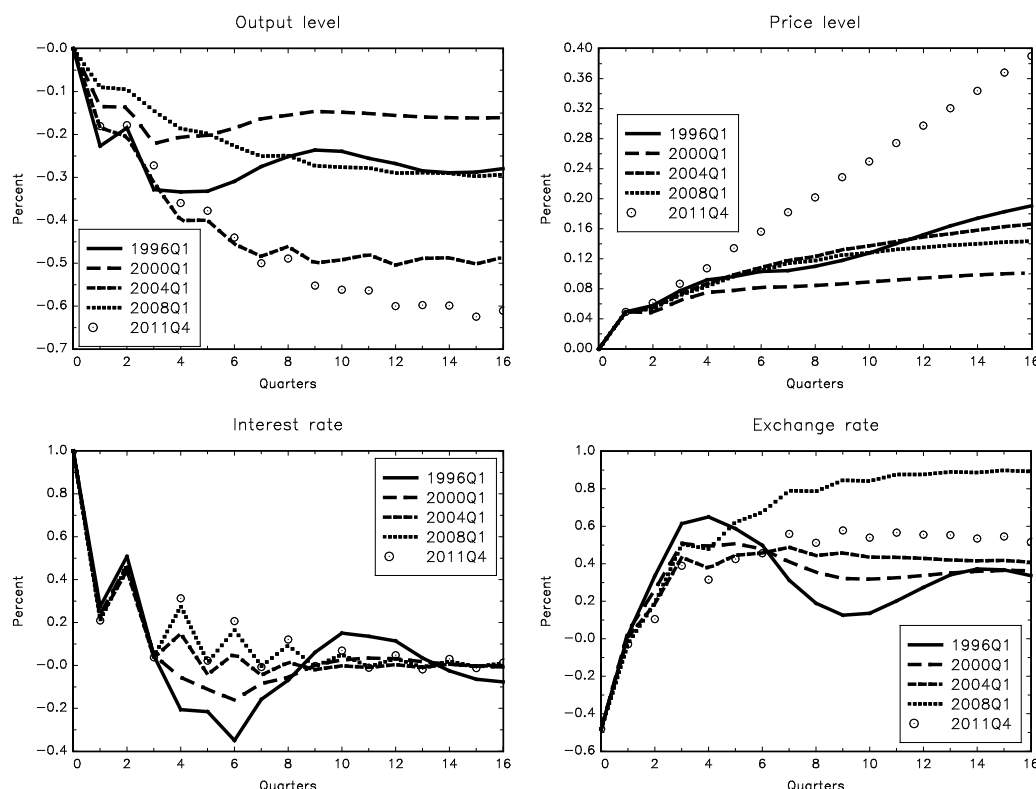 Output level
-0.0
-0.1
-0.2
-0.3
-0.4
-0.5
-0.6
-0.7
Percent
1996Q1
2000Q1
2004Q1
2008Q1
2011Q4
0 2 4 6 8 10 12 14 16
Quarters
Price level
0.40
0.36
0.32
0.28
0.24
0.20
0.16
0.12
0.08
0.04
0.00
Percent
1996Q1
2000Q1
2004Q1
2008Q1
2011Q4
0 2 4 6 8 10 12 14 16
Quarters
Interest rate
1.0
0.8
0.6
0.4
0.2
-0.0
-0.2
-0.4
Percent
1996Q1
2000Q1
2004Q1
2008Q1
2011Q4
0 2 4 6 8 10 12 14 16
Quarters
Exchange rate
1.0
0.8
0.6
0.4
0.2
-0.0
-0.2
-0.4
-0.6
Percent
1996Q1
2000Q1
2004Q1
2008Q1
2011Q4
0 2 4 6 8 10 12 14 16
Quarters